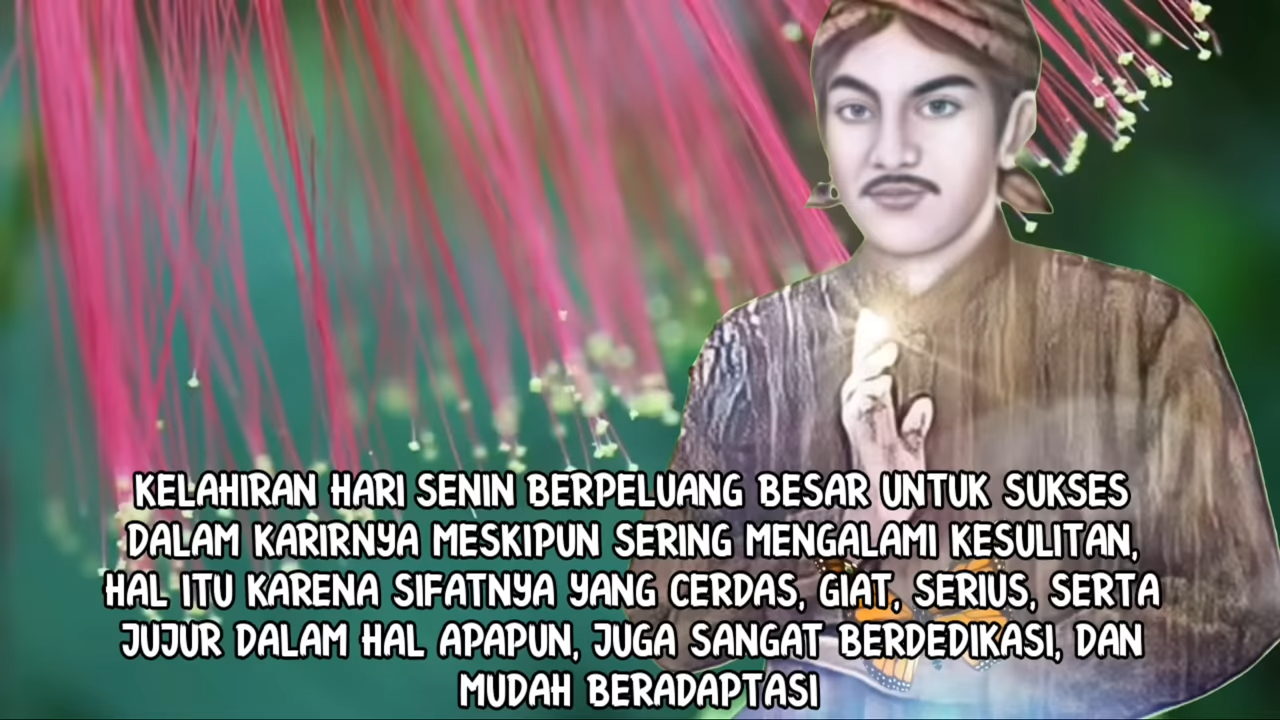 KELAHIRAN HARI SENIN BERPELUANG BESAR UNTUK SUKSES
DALAM KARIRNYA MESKIPUN SERING MENGALAMI KESULITAN,
HAL ITU KARENA SIFATNYA YANG CERDAS, GIAT, SERIUS, SERTA
JUJUR DALAM HAL APAPUN, JUGA SANGAT BERDEDIKASI, DAN
MUDAH BERADAPTASI